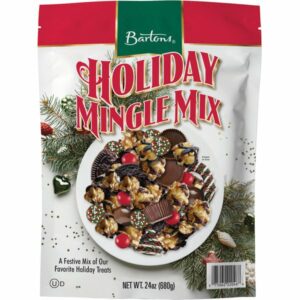 Bartons®
HOLIDAY
MINGLE MIX
A Festive Mix of Our
Favorite Holiday Treats
NET WT. 24oz (680g)
U D